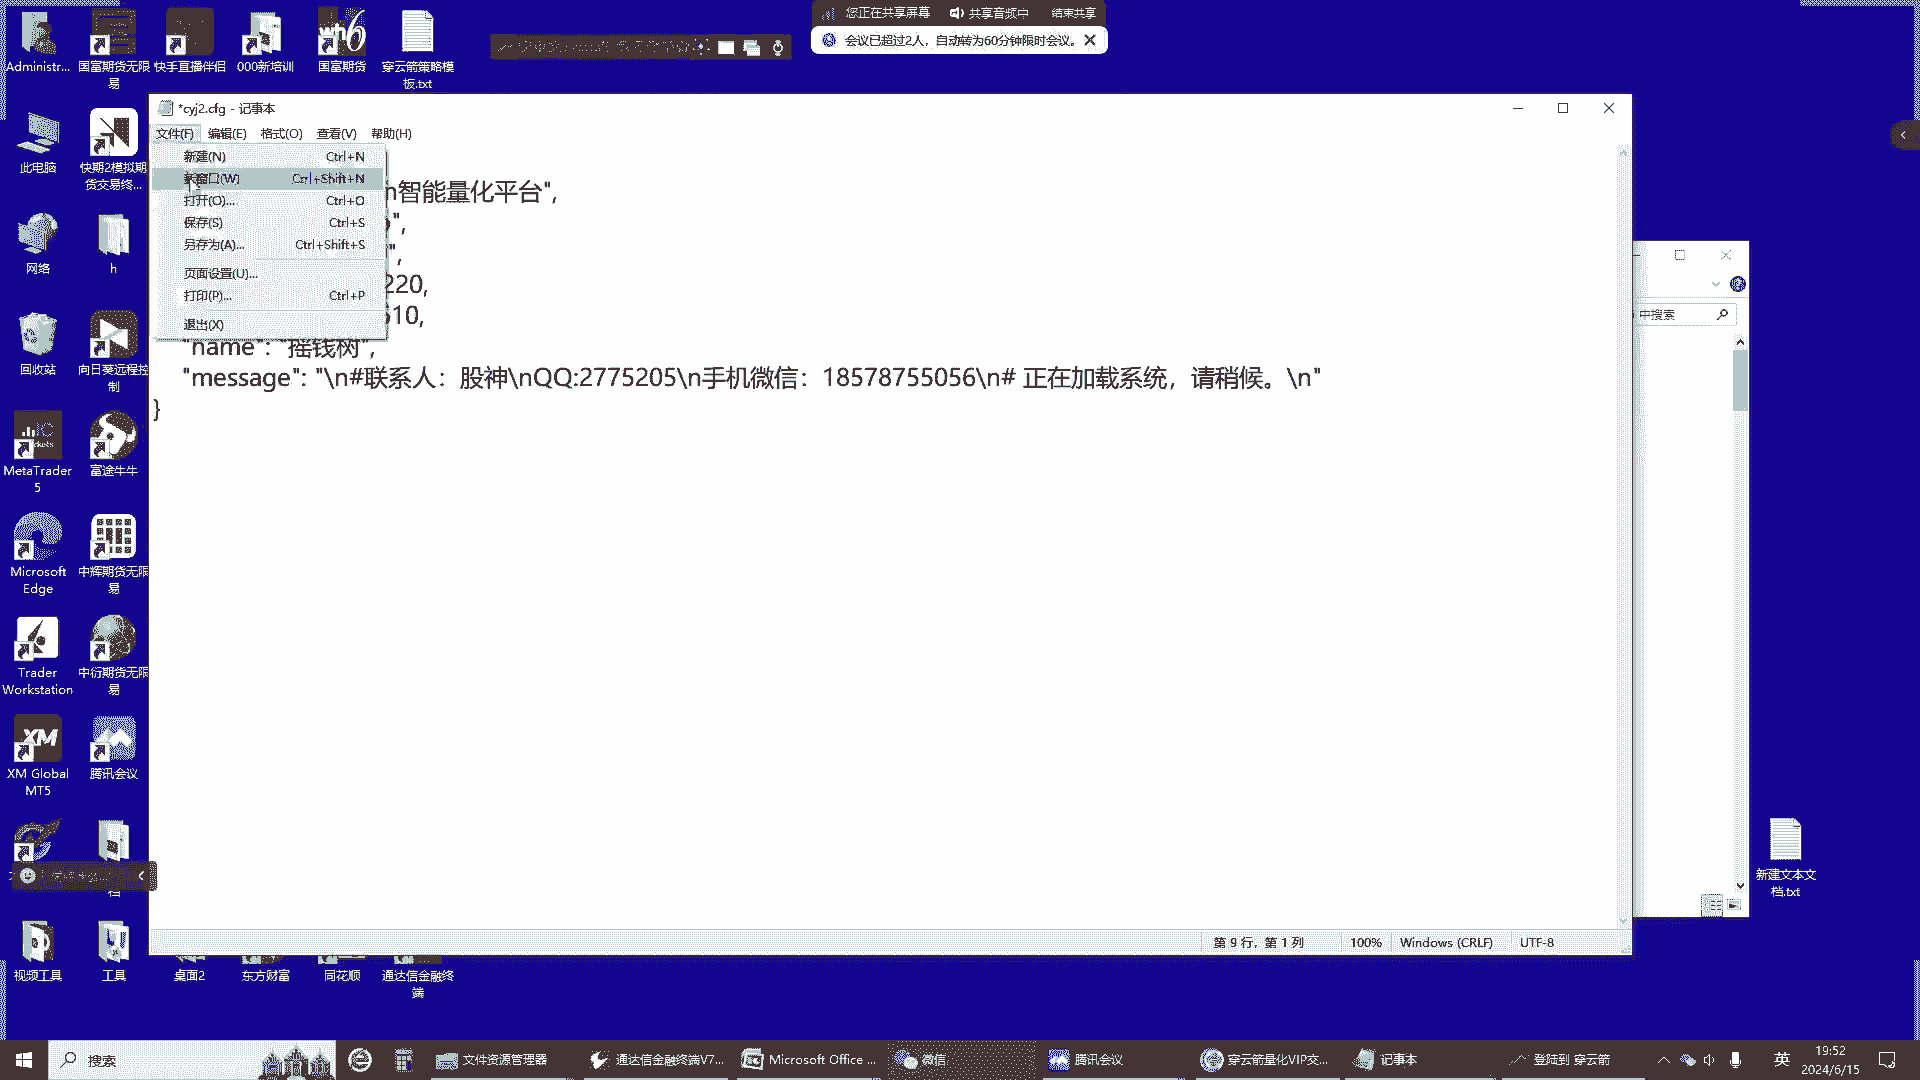 您正在共享屏幕 共享音频中 结束共享
会议已超过2人，自动转为60分钟限时会议。
Administr...
国富期货无限易
快手直播伴侣
000新培训
国富期货
穿云箭策略模板.txt
此电脑
快期2模拟期货交易终...
网络
h
回收站
向日葵远程控制
MetaTrader 5
富途牛牛
Microsoft Edge
中辉期货无限易
Trader Workstation
中衍期货无限易
XM Global MT5
腾讯会议
视频工具
工具
桌面2
东方财富
同花顺
通达信金融终端
新建文本文档.txt
*cyj2.cfg - 记事本
文件(F) 编辑(E) 格式(O) 查看(V) 帮助(H)
新建(N) Ctrl+N
新窗口(W) Ctrl+Shift+N
打开(O)... Ctrl+O
保存(S) Ctrl+S
另存为(A)... Ctrl+Shift+S
页面设置(U)...
打印(P)... Ctrl+P
退出(X)
n智能量化平台",
",
",
220,
610,
"name": "摇钱树",
"message": "\n#联系人：股神\nQQ:2775205\n手机微信：18578755056\n# 正在加载系统，请稍候。\n"
}
中搜索
第 9 行，第 1 列 100% Windows (CRLF) UTF-8
搜索
文件资源管理器
通达信金融终端V7...
Microsoft Office ...
微信
腾讯会议
穿云箭量化VIP交...
记事本
登陆到 穿云箭
英
19:52
2024/6/15